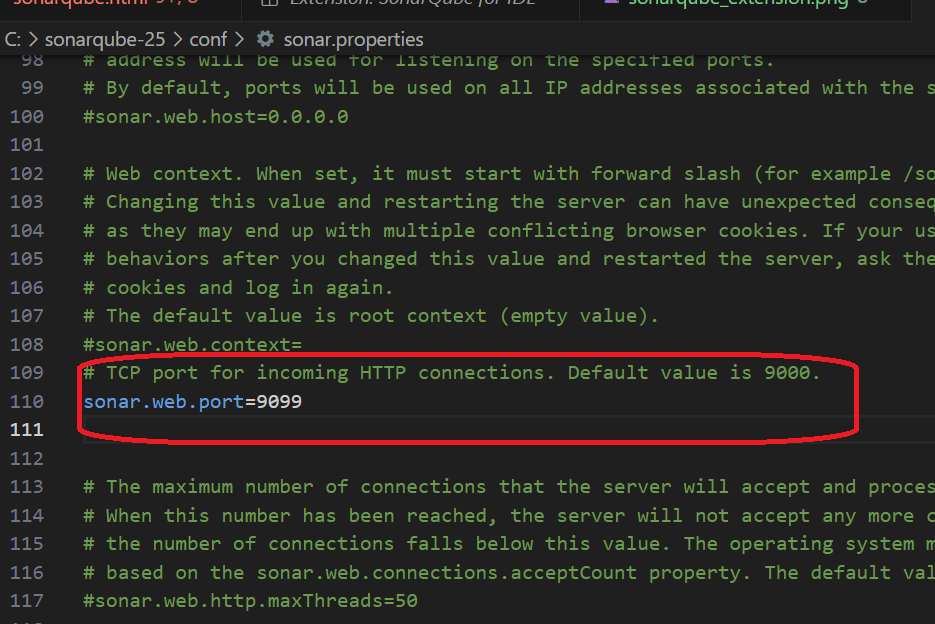 sonarqube.html 9+, 8 Extension: SonarQube for IDE sonarqube_extension.png 6
C: > sonarqube-25 > conf > sonar.properties
98 # address will be used for listening on the specified ports.
99 # By default, ports will be used on all IP addresses associated with the s
100 #sonar.web.host=0.0.0.0
101
102 # Web context. When set, it must start with forward slash (for example /so
103 # Changing this value and restarting the server can have unexpected conseq
104 # as they may end up with multiple conflicting browser cookies. If your us
105 # behaviors after you changed this value and restarted the server, ask the
106 # cookies and log in again.
107 # The default value is root context (empty value).
108 #sonar.web.context=
109 # TCP port for incoming HTTP connections. Default value is 9000.
110 sonar.web.port=9099
111
112
113 # The maximum number of connections that the server will accept and proces
114 # When this number has been reached, the server will not accept any more c
115 # the number of connections falls below this value. The operating system m
116 # based on the sonar.web.connections.acceptCount property. The default val
117 #sonar.web.http.maxThreads=50